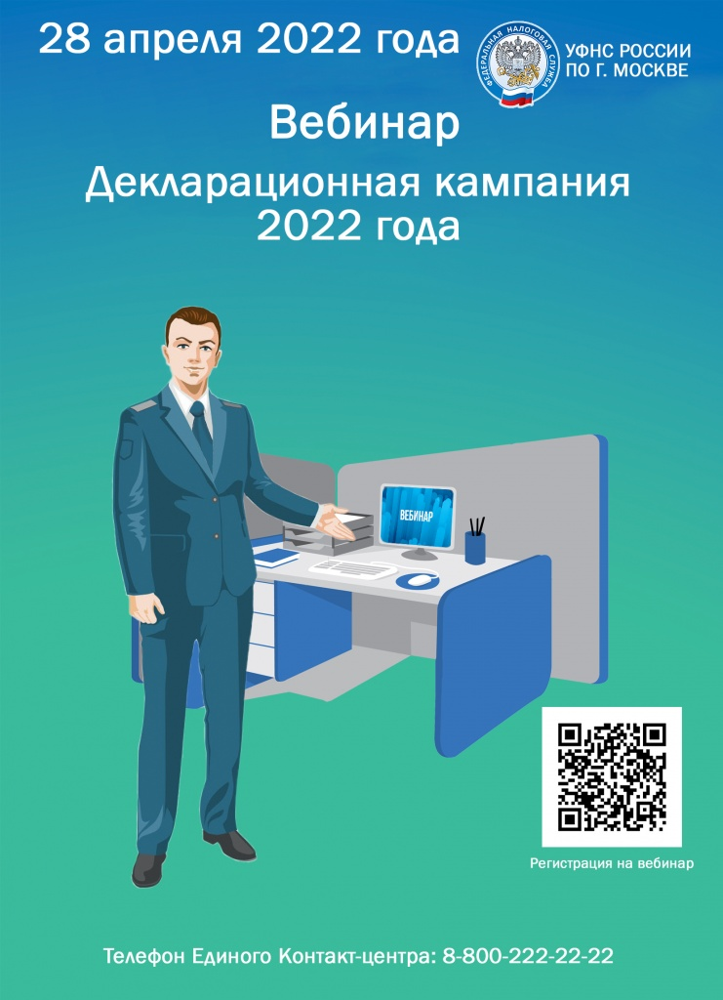 28 апреля 2022 года
ФЕДЕРАЛЬНАЯ НАЛОГОВАЯ СЛУЖБА
УФНС РОССИИ
ПО Г. МОСКВЕ
Вебинар
Декларационная кампания
2022 года
ВЕБИНАР
Регистрация на вебинар
Телефон Единого Контакт-центра: 8-800-222-22-22